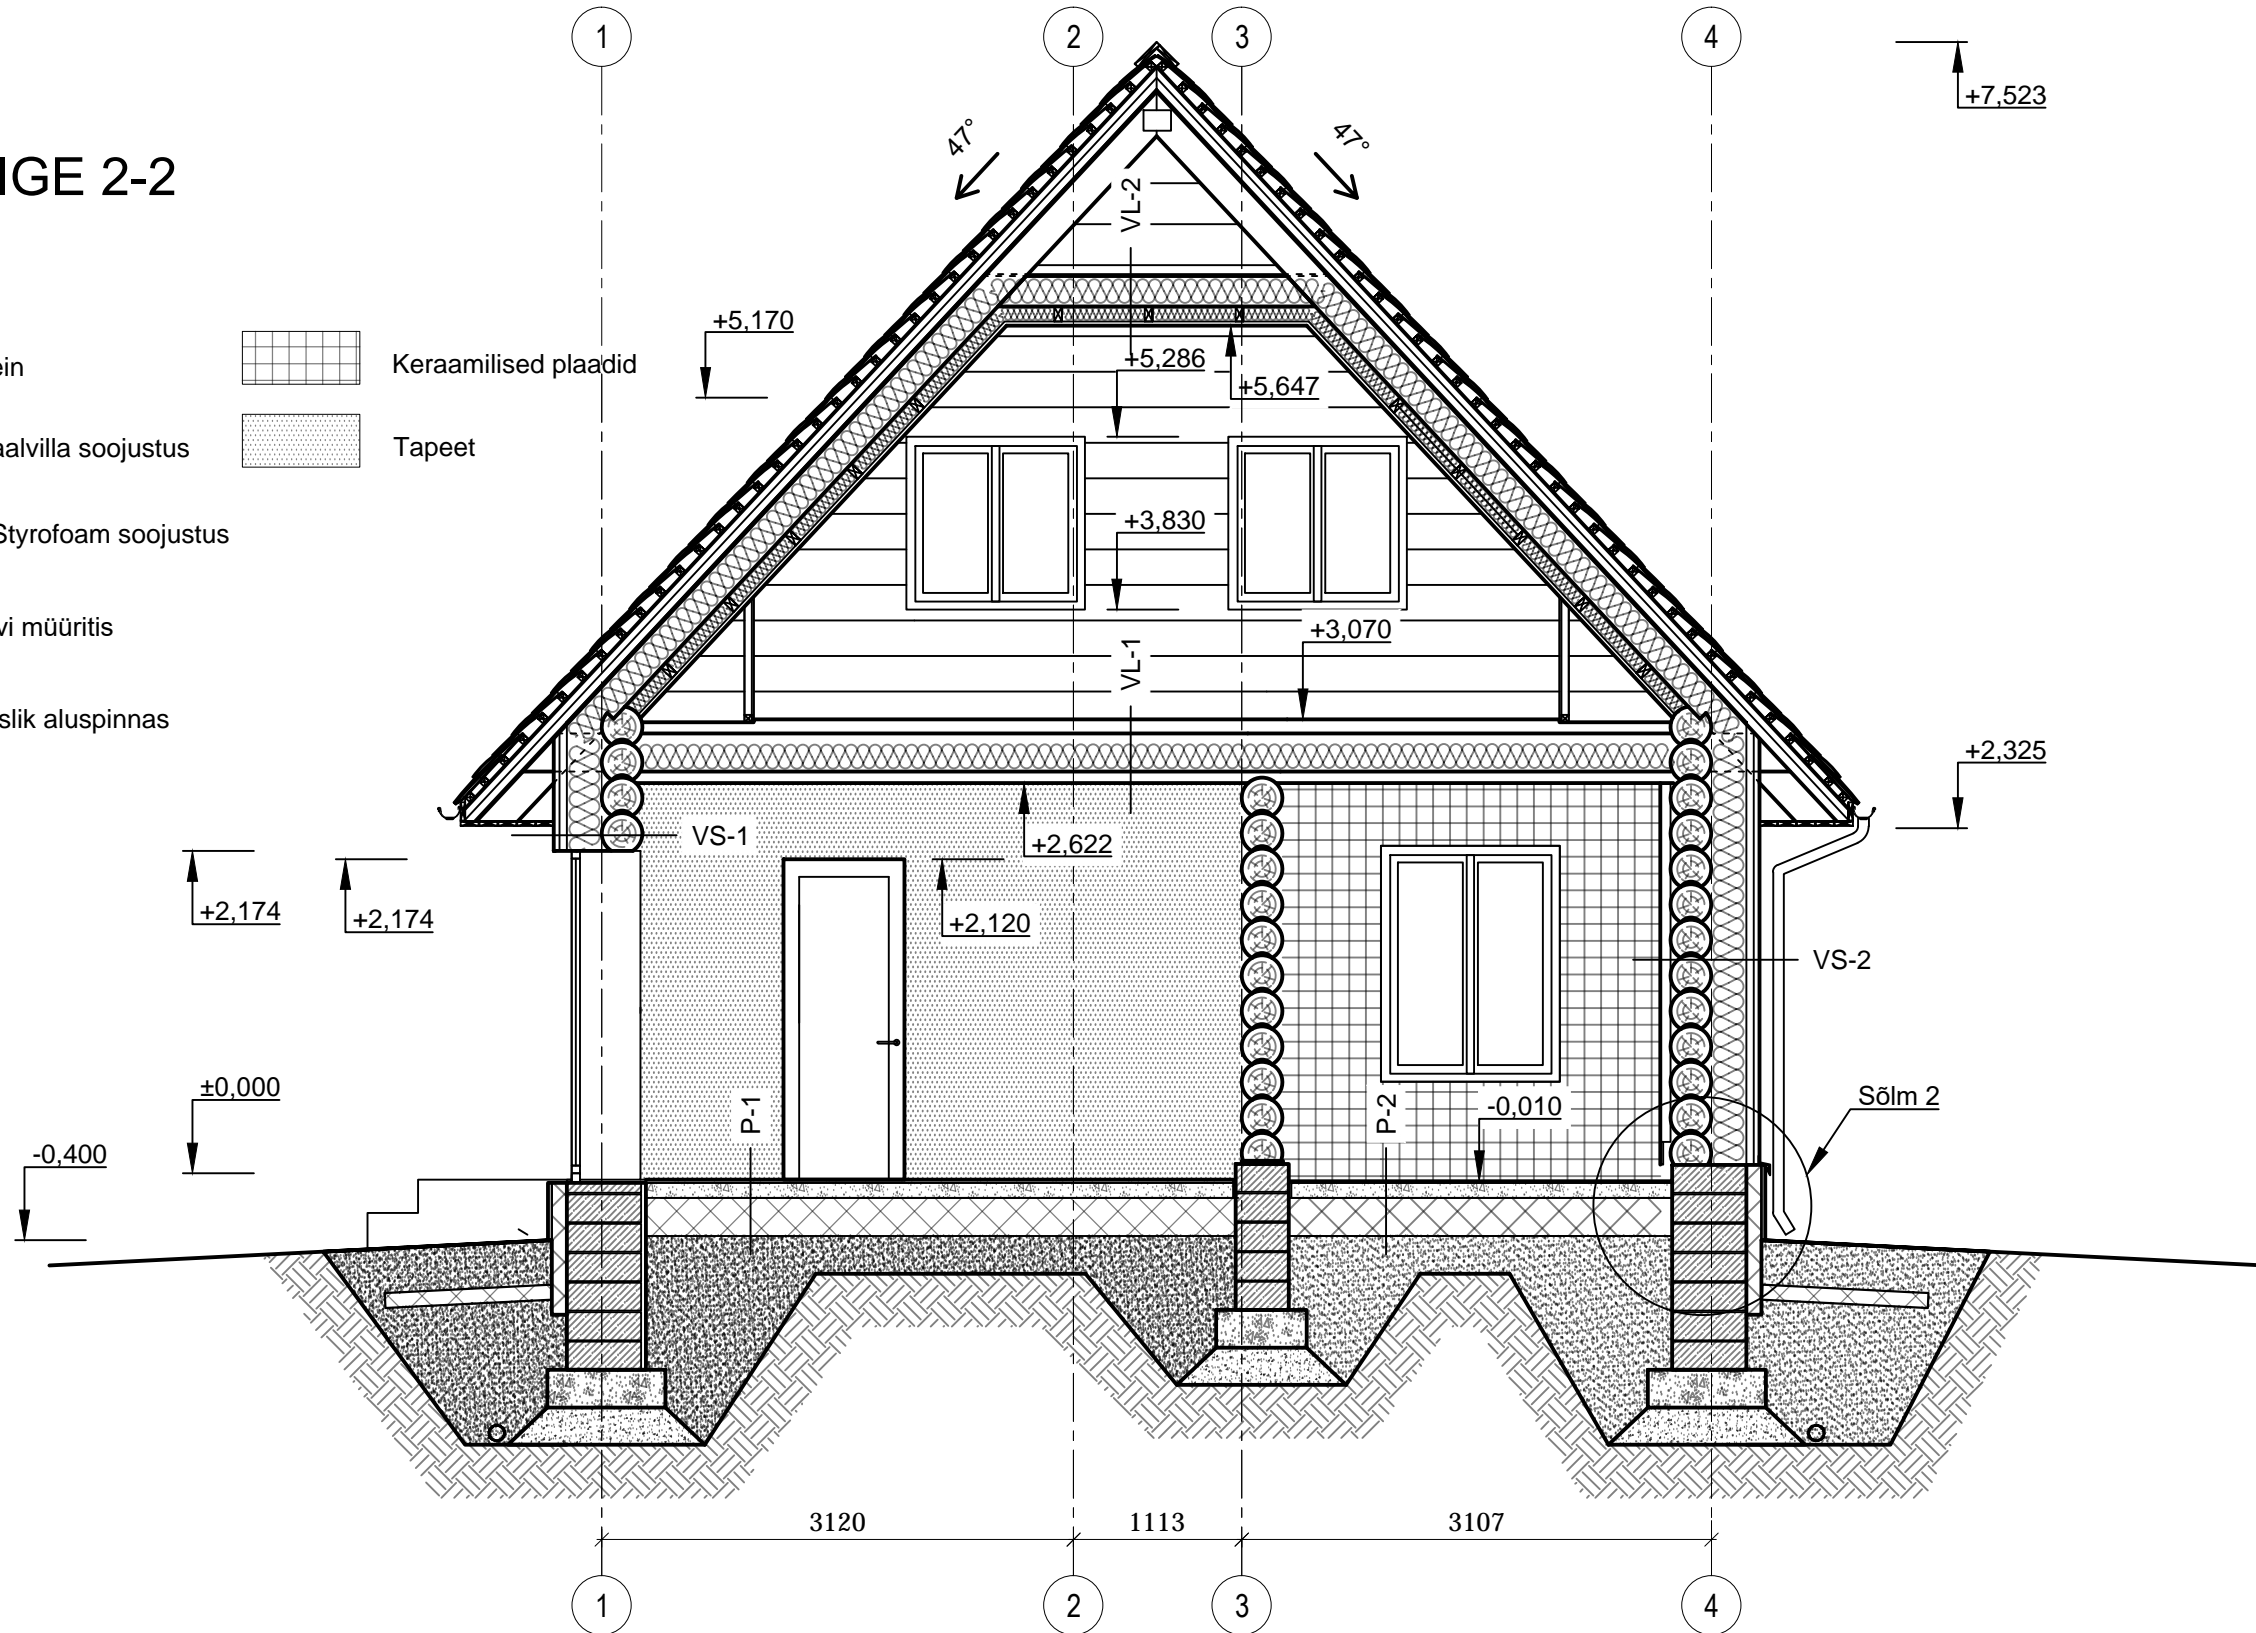 1
2
3
4
+7,523
47°
47°
IGE 2-2
VL-2
+5,170
ein
Keraamilised plaadid
+5,286
+5,647
aalvilla soojustus
Tapeet
+3,830
Styrofoam soojustus
vi müüritis
+3,070
VL-1
slik aluspinnas
+2,325
VS-1
+2,622
+2,174
+2,174
+2,120
VS-2
±0,000
P-1
P-2
-0,010
Sõlm 2
-0,400
3120
1113
3107
1
2
3
4